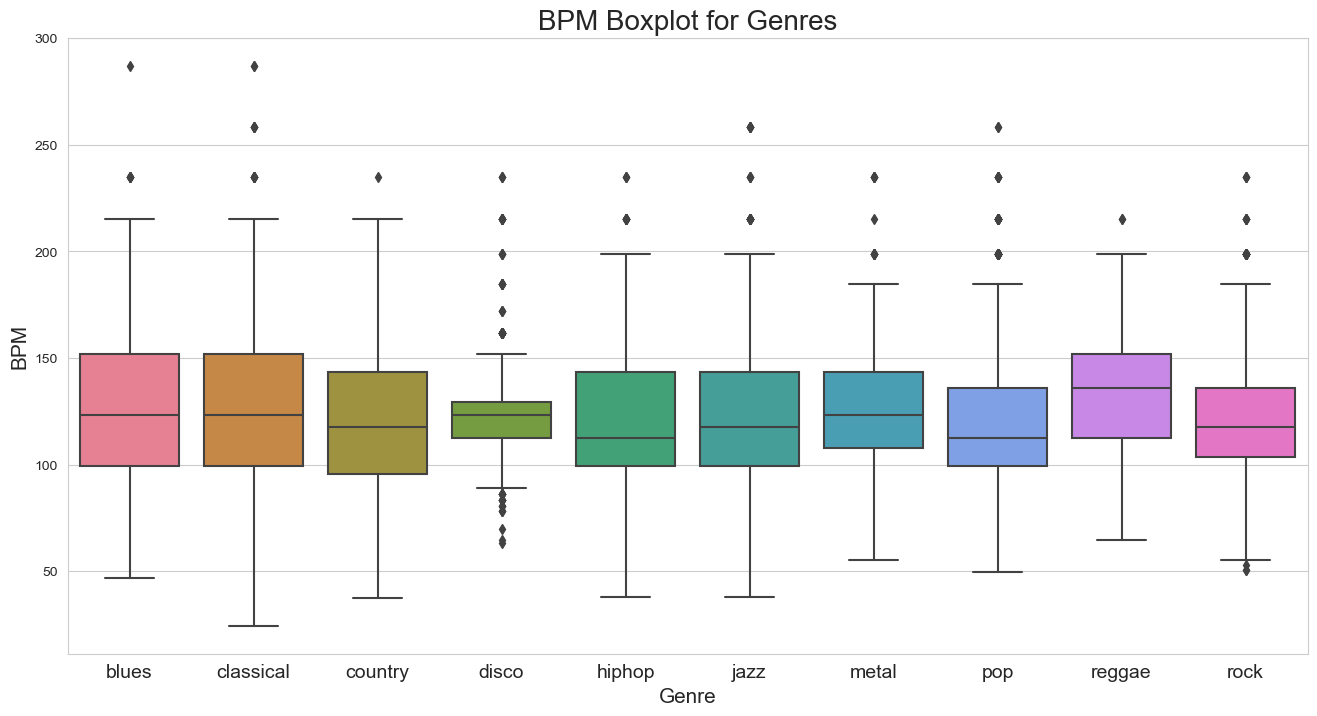 BPM Boxplot for Genres
300
250
200
150
100
50
BPM
blues classical country disco hiphop jazz metal pop reggae rock
Genre